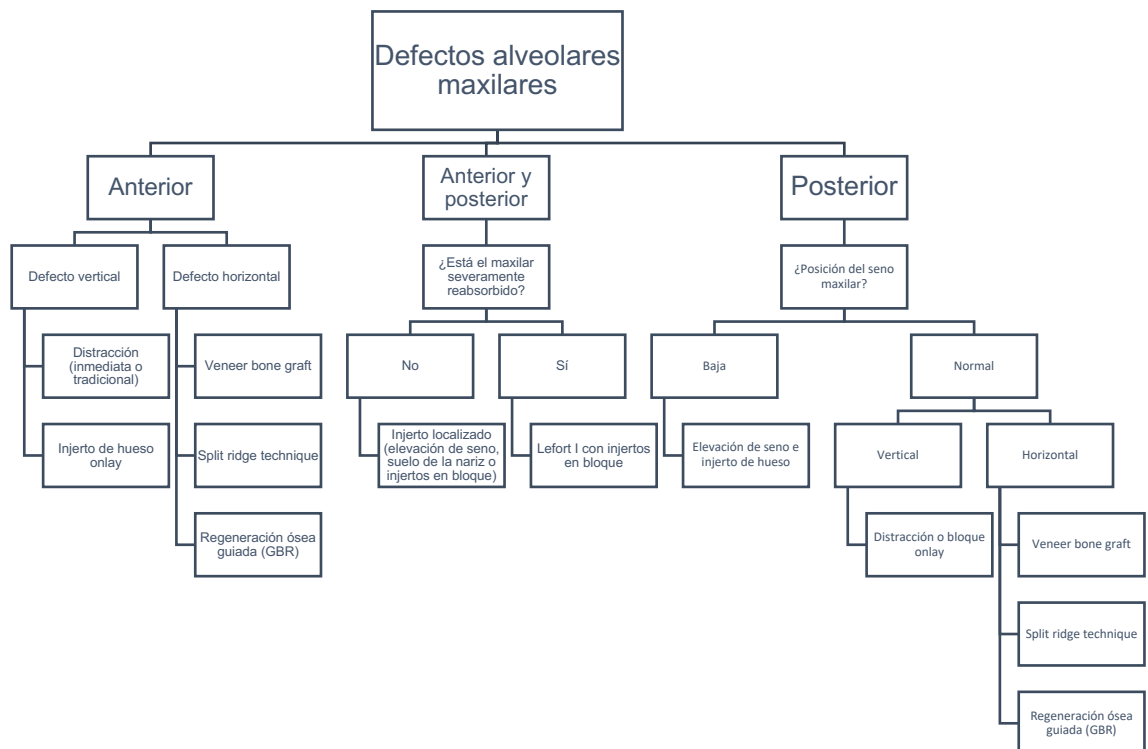 Defectos alveolares
maxilares
Anterior
Anterior y
posterior
Posterior
Defecto vertical
Defecto horizontal
¿Está el maxilar
severamente
reabsorbido?
¿Posición del seno
maxilar?
Distracción
(inmediata o
tradicional)
Veneer bone graft
No
Sí
Baja
Normal
Injerto de hueso
onlay
Split ridge technique
Injerto localizado
(elevación de seno,
suelo de la nariz o
injertos en bloque)
Lefort I con injertos
en bloque
Elevación de seno e
injerto de hueso
Vertical
Horizontal
Regeneración ósea
guiada (GBR)
Distracción o bloque
onlay
Veneer bone graft
Split ridge technique
Regeneración ósea
guiada (GBR)